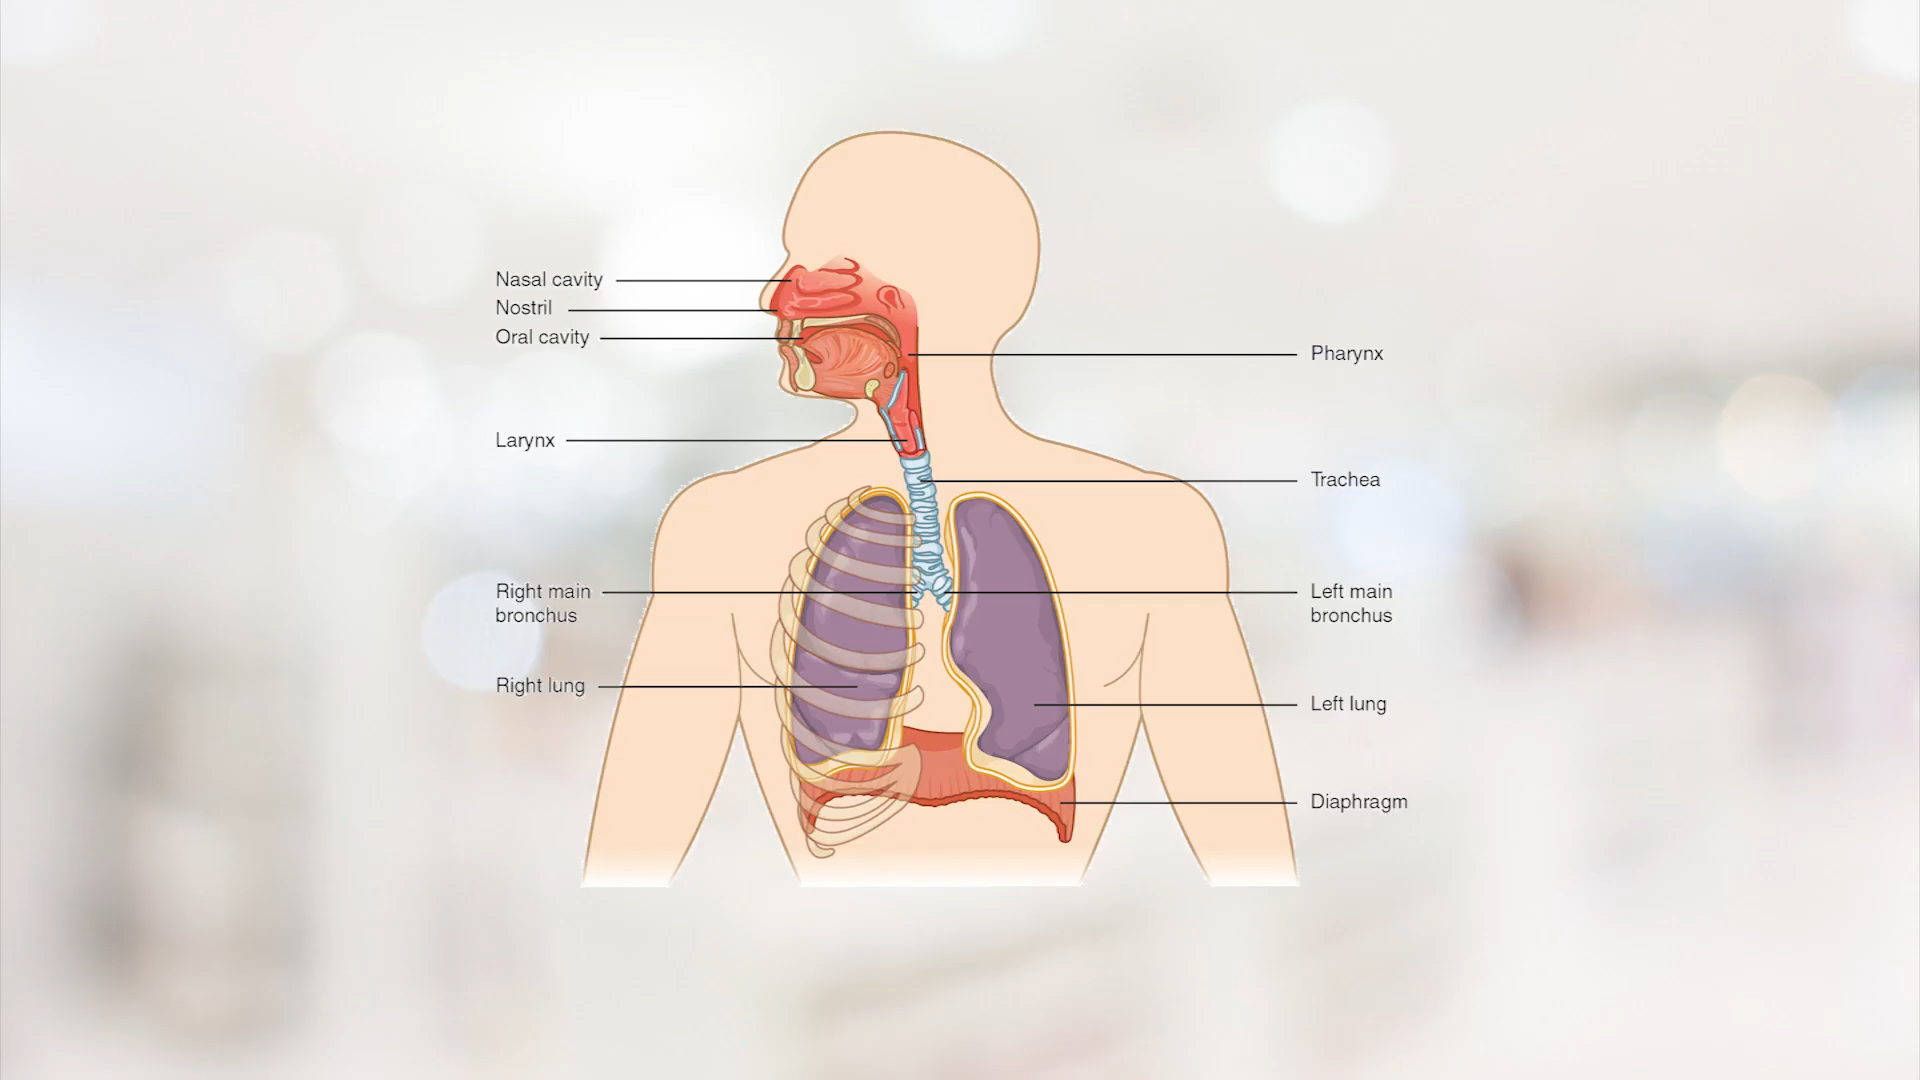 Nasal cavity
Nostril
Oral cavity
Larynx
Right main
bronchus
Right lung
Pharynx
Trachea
Left main
bronchus
Left lung
Diaphragm